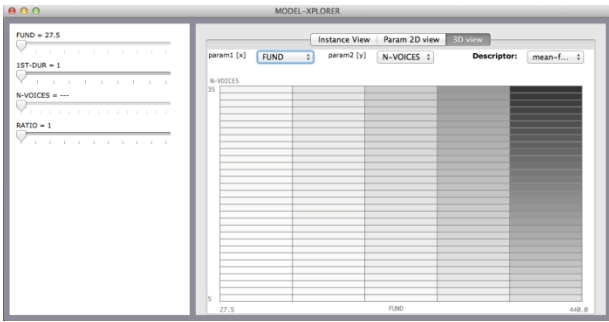 MODEL-XPLORER
FUND = 27.5
1ST-DUR = 1
N-VOICES = ---
RATIO = 1
Instance View Param 2D view 3D view
param1 [x] FUND param2 [y] N-VOICES Descriptor: mean-f...
N-VOICES
35
5
27.5 FUND 440.0